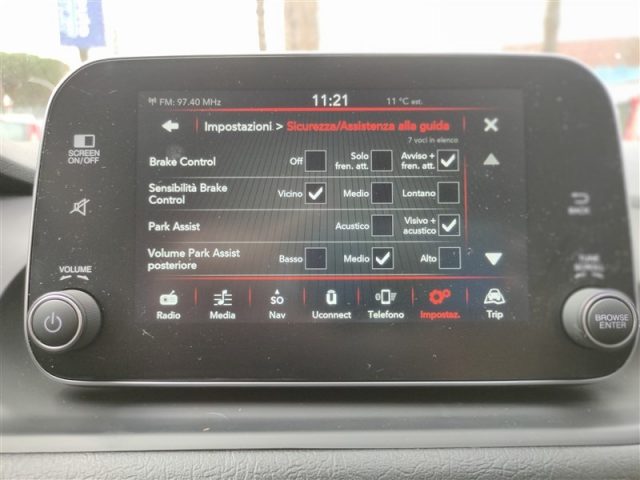 FM: 97.40 MHz 11:21 11 °C est.
Impostazioni > Sicurezza/Assistenza alla guida
7 voci in elenco
Brake Control Off Solo fren. att. Avviso + fren. att.
Sensibilità Brake Control Vicino Medio Lontano
Park Assist Acustico Visivo + acustico
Volume Park Assist posteriore Basso Medio Alto
SO
Radio Media Nav Uconnect Telefono Impostaz. Trip
SCREEN
ON/OFF
VOLUME
BACK
TUNE
SCROLL
BROWSE
ENTER